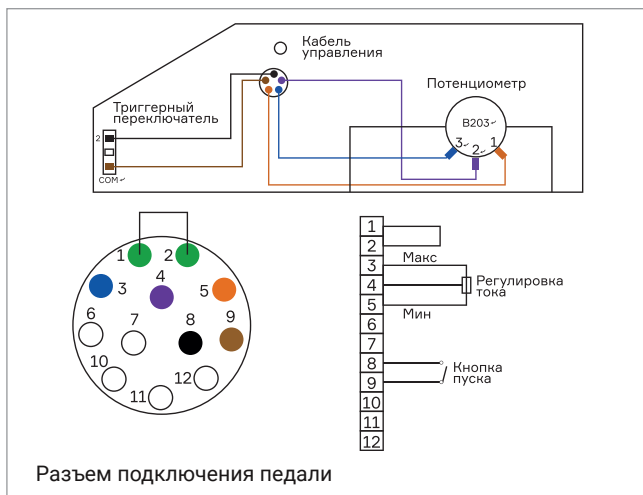 Кабель
управления
Потенциометр
Триггерный
переключатель
B203
2
3
2
1
COM
1
2
3
4
5
6
7
8
9
10
11
12
1
2
3
Макс
4
Регулировка
тока
5
Мин
6
7
8
Кнопка
пуска
9
10
11
12
Разъем подключения педали